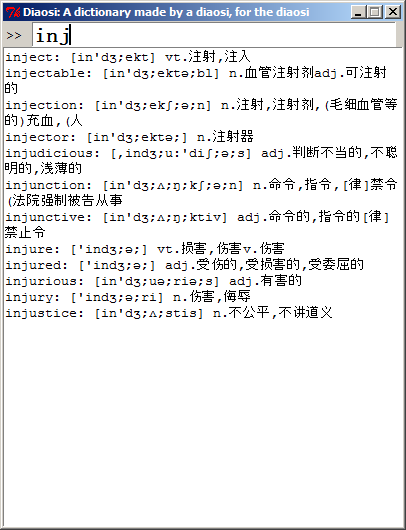 Diaosi: A dictionary made by a diaosi, for the diaosi
>> inj
inject: [in'dʒ;ekt] vt.注射,注入
injectable: [in'dʒ;ektə;bl] n.血管注射剂adj.可注射
的
injection: [in'dʒ;ekʃ;ə;n] n.注射,注射剂,(毛细血管等
的)充血,(人
injector: [in'dʒ;ektə;] n.注射器
injudicious: [,indʒ;u:'diʃ;ə;s] adj.判断不当的,不聪
明的,浅薄的
injunction: [in'dʒ;ʌ;ŋ;kʃ;ə;n] n.命令,指令,[律]禁令
(法院强制被告从事
injunctive: [in'dʒ;ʌ;ŋ;ktiv] adj.命令的,指令的[律]
禁止令
injure: ['indʒ;ə;] vt.损害,伤害v.伤害
injured: ['indʒ;ə;] adj.受伤的,受损害的,受委屈的
injurious: [in'dʒ;uə;riə;s] adj.有害的
injury: ['indʒ;ə;ri] n.伤害,侮辱
injustice: [in'dʒ;ʌ;stis] n.不公平,不讲道义